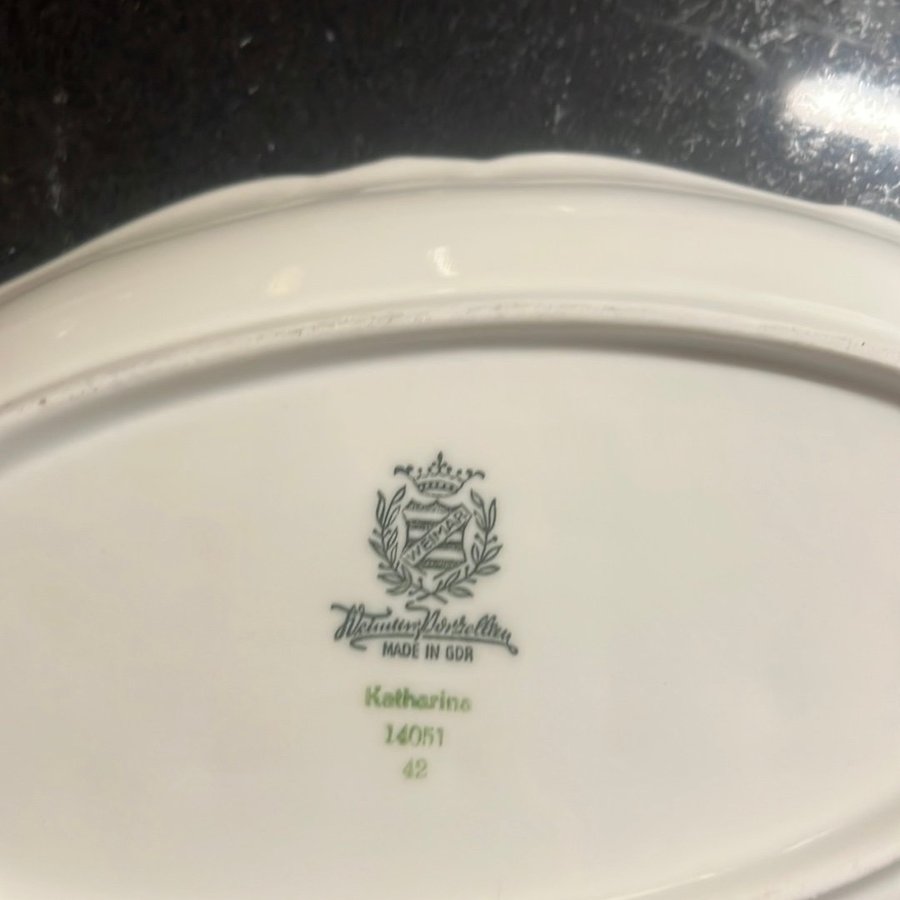 WEIMAR
Weimar Porzellan
MADE IN GDR
Katharina
14051
42